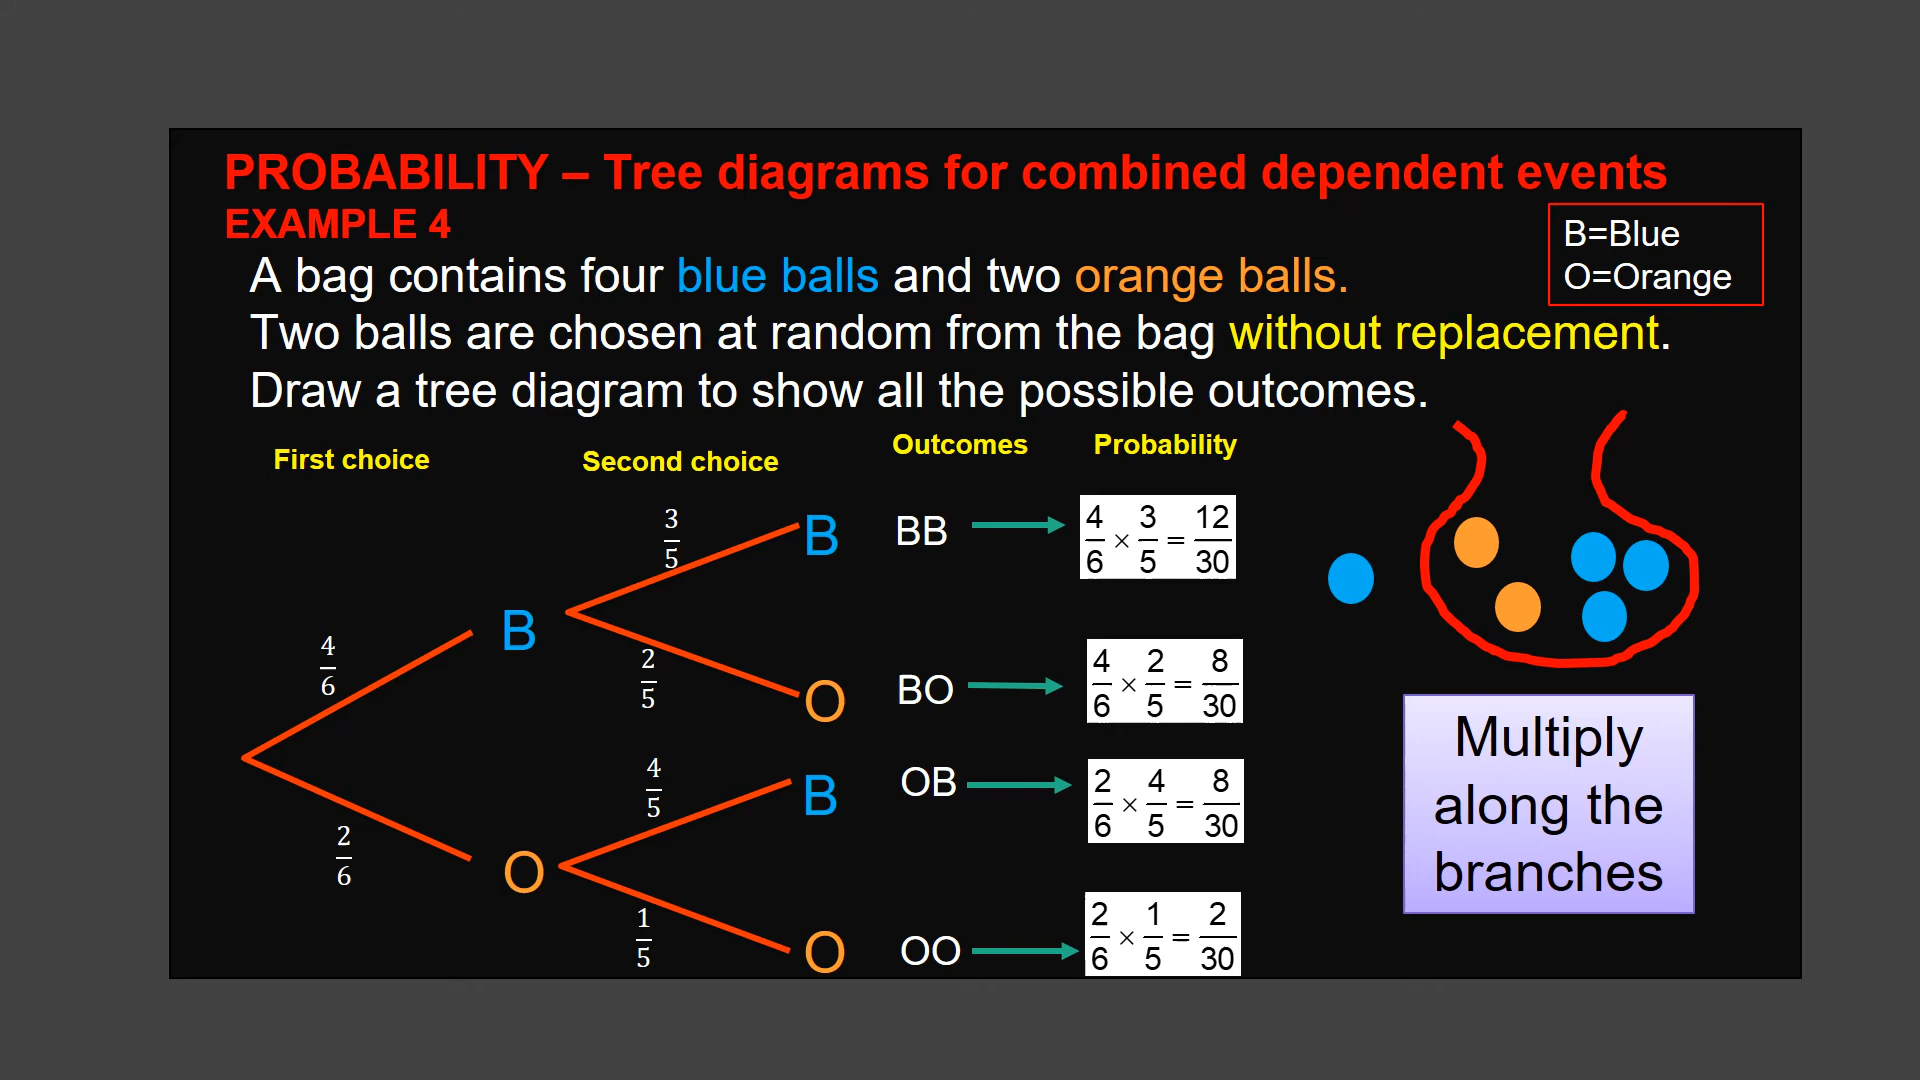 PROBABILITY – Tree diagrams for combined dependent events
EXAMPLE 4
B=Blue
O=Orange
A bag contains four blue balls and two orange balls.
Two balls are chosen at random from the bag without replacement.
Draw a tree diagram to show all the possible outcomes.
First choice
Second choice
Outcomes
Probability
4/6
B
2/6
O
3/5
B
BB
4/6 × 3/5 = 12/30
2/5
O
BO
4/6 × 2/5 = 8/30
4/5
B
OB
2/6 × 4/5 = 8/30
1/5
O
OO
2/6 × 1/5 = 2/30
Multiply
along the
branches